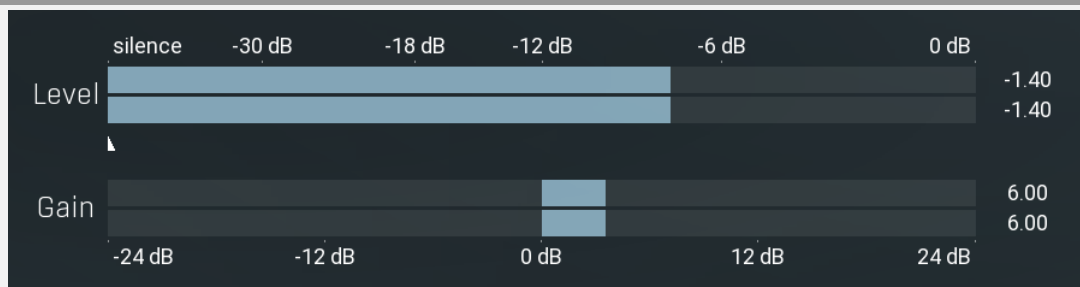 silence -30 dB -18 dB -12 dB -6 dB 0 dB
Level -1.40
-1.40
Gain 6.00
6.00
-24 dB -12 dB 0 dB 12 dB 24 dB